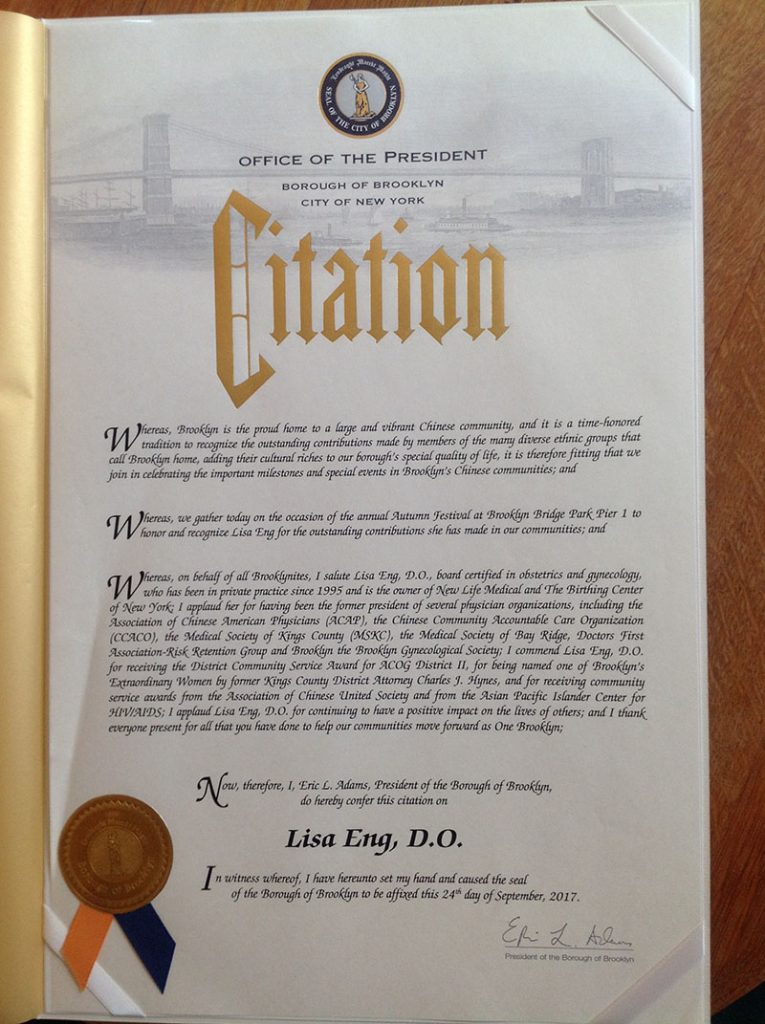 Eendraght Maackt Maght
SEAL OF THE CITY OF BROOKLYN
OFFICE OF THE PRESIDENT
BOROUGH OF BROOKLYN
CITY OF NEW YORK
Citation
Whereas, Brooklyn is the proud home to a large and vibrant Chinese community, and it is a time-honored
tradition to recognize the outstanding contributions made by members of the many diverse ethnic groups that
call Brooklyn home, adding their cultural riches to our borough's special quality of life, it is therefore fitting that we
join in celebrating the important milestones and special events in Brooklyn's Chinese communities; and
Whereas, we gather today on the occasion of the annual Autumn Festival at Brooklyn Bridge Park Pier 1 to
honor and recognize Lisa Eng for the outstanding contributions she has made in our communities; and
Whereas, on behalf of all Brooklynites, I salute Lisa Eng, D.O., board certified in obstetrics and gynecology,
who has been in private practice since 1995 and is the owner of New Life Medical and The Birthing Center
of New York; I applaud her for having been the former president of several physician organizations, including the
Association of Chinese American Physicians (ACAP), the Chinese Community Accountable Care Organization
(CCACO), the Medical Society of Kings County (MSKC), the Medical Society of Bay Ridge, Doctors First
Association-Risk Retention Group and Brooklyn the Brooklyn Gynecological Society; I commend Lisa Eng, D.O.
for receiving the District Community Service Award for ACOG District II, for being named one of Brooklyn's
Extraordinary Women by former Kings County District Attorney Charles J. Hynes, and for receiving community
service awards from the Association of Chinese United Society and from the Asian Pacific Islander Center for
HIV/AIDS; I applaud Lisa Eng, D.O. for continuing to have a positive impact on the lives of others; and I thank
everyone present for all that you have done to help our communities move forward as One Brooklyn;
Now, therefore, I, Eric L. Adams, President of the Borough of Brooklyn,
do hereby confer this citation on
Lisa Eng, D.O.
In witness whereof, I have hereunto set my hand and caused the seal
of the Borough of Brooklyn to be affixed this 24th day of September, 2017.
Eric L. Adams
President of the Borough of Brooklyn